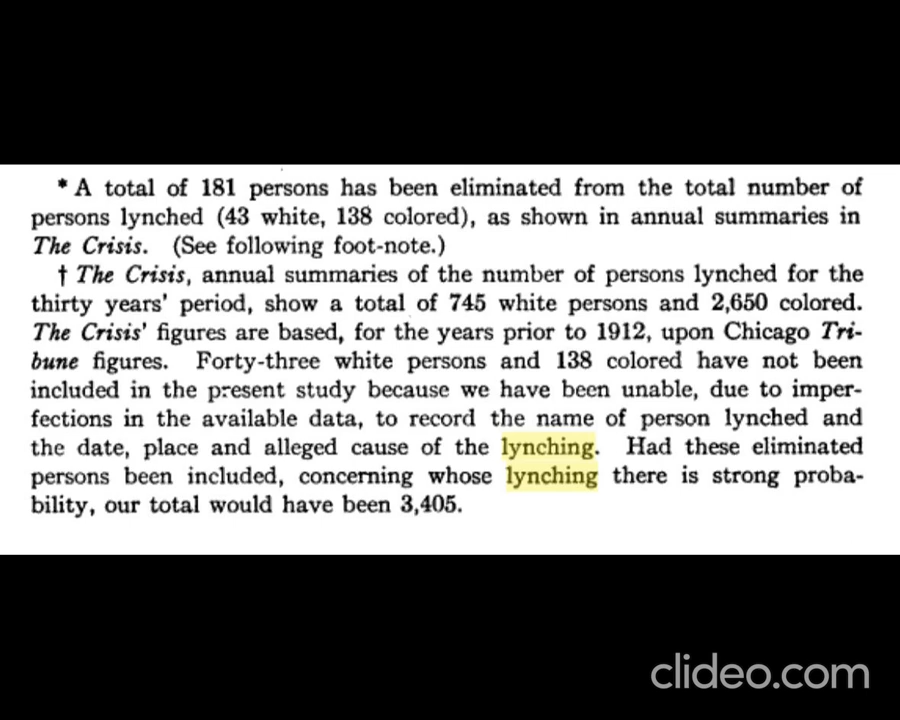 * A total of 181 persons has been eliminated from the total number of
persons lynched (43 white, 138 colored), as shown in annual summaries in
The Crisis. (See following foot-note.)
† The Crisis, annual summaries of the number of persons lynched for the
thirty years' period, show a total of 745 white persons and 2,650 colored.
The Crisis' figures are based, for the years prior to 1912, upon Chicago Tri-
bune figures. Forty-three white persons and 138 colored have not been
included in the present study because we have been unable, due to imper-
fections in the available data, to record the name of person lynched and
the date, place and alleged cause of the lynching. Had these eliminated
persons been included, concerning whose lynching there is strong proba-
bility, our total would have been 3,405.
clideo.com